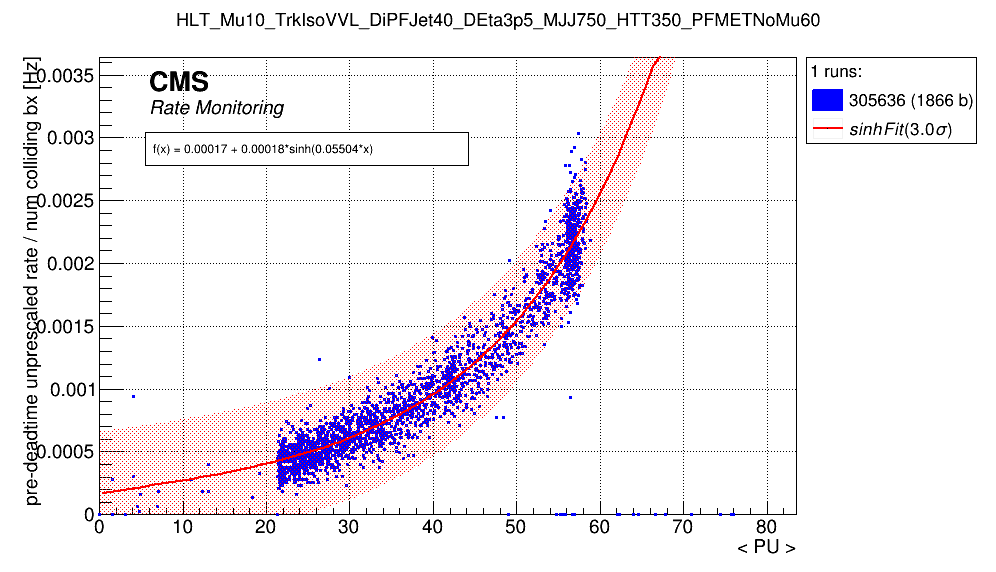 HLT_Mu10_TrkIsoVVL_DiPFJet40_DEta3p5_MJJ750_HTT350_PFMETNoMu60
pre-deadtime unprescaled rate / num colliding bx [Hz]
CMS
Rate Monitoring
f(x) = 0.00017 + 0.00018*sinh(0.05504*x)
1 runs:
305636 (1866 b)
sinhFit(3.0σ)
0.0035
0.003
0.0025
0.002
0.0015
0.001
0.0005
0
0 10 20 30 40 50 60 70 80
< PU >